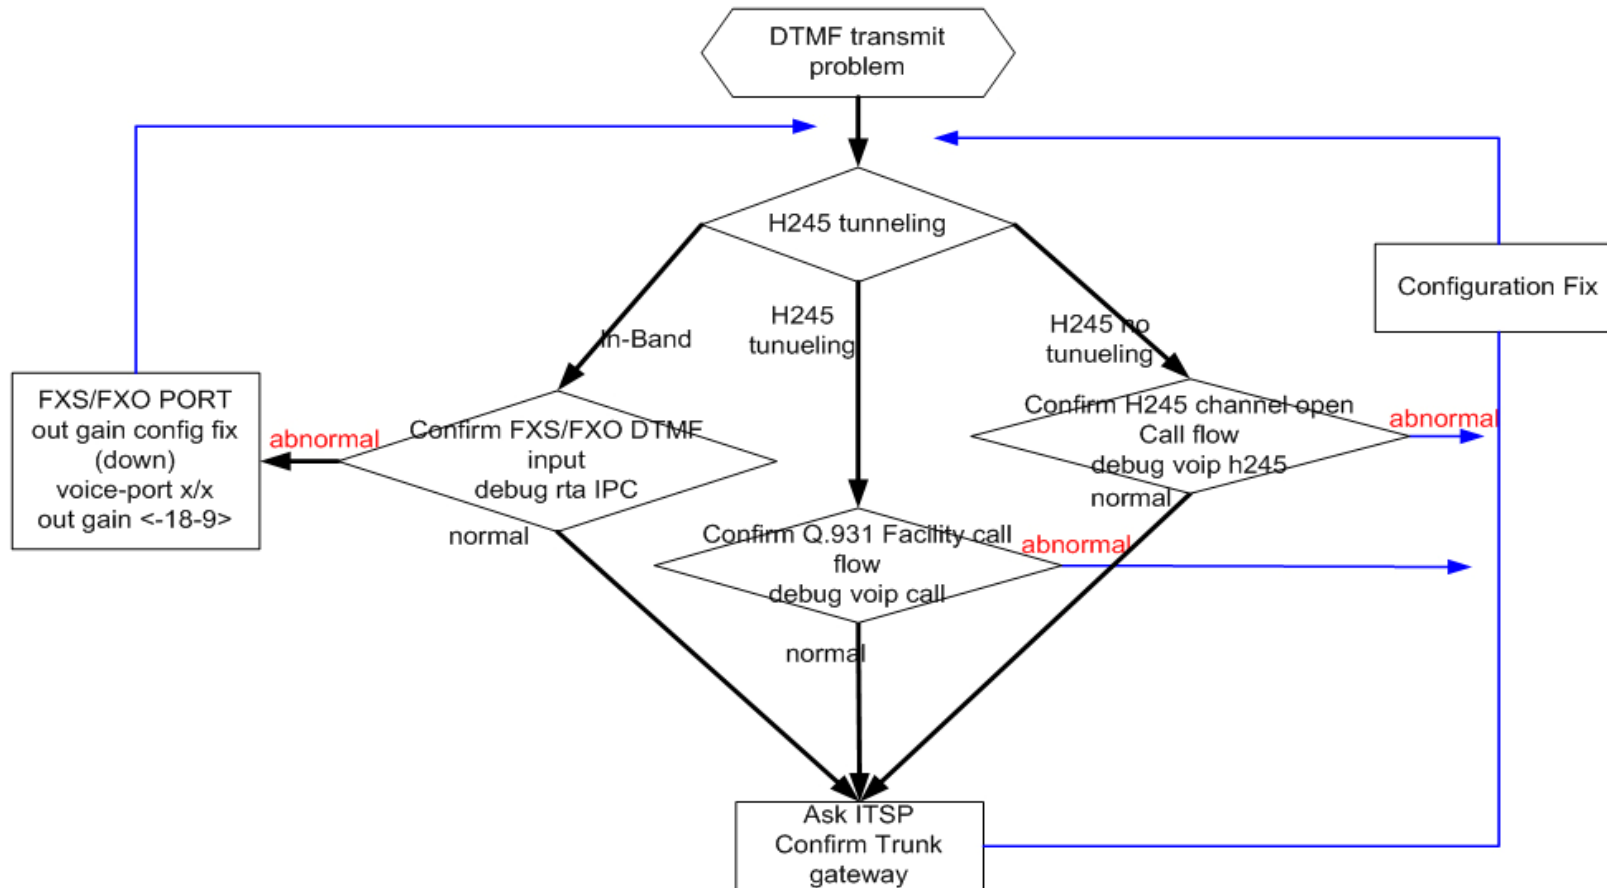 DTMF transmit
problem
H245 tunneling
Configuration Fix
In-Band
H245
tunueling
H245 no
tunueling
FXS/FXO PORT
out gain config fix
(down)
voice-port x/x
out gain <-18-9>
abnormal
Confirm FXS/FXO DTMF
input
debug rta IPC
normal
Confirm H245 channel open
Call flow
debug voip h245
abnormal
normal
Confirm Q.931 Facility call
flow
debug voip call
abnormal
normal
Ask ITSP
Confirm Trunk
gateway